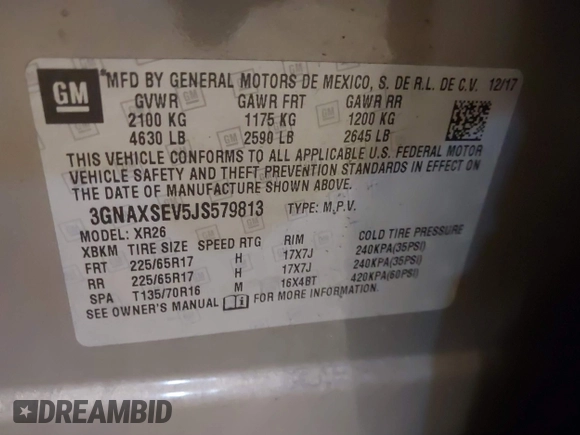 GM
MFD BY GENERAL MOTORS DE MEXICO, S. DE R.L. DE C.V. 12/17
GVWR GAWR FRT GAWR RR
2100 KG 1175 KG 1200 KG
4630 LB 2590 LB 2645 LB
THIS VEHICLE CONFORMS TO ALL APPLICABLE U.S. FEDERAL MOTOR
VEHICLE SAFETY AND THEFT PREVENTION STANDARDS IN EFFECT ON
THE DATE OF MANUFACTURE SHOWN ABOVE.
3GNAXSEV5JS579813 TYPE: M.P.V.
MODEL: XR26
XBKM TIRE SIZE SPEED RTG RIM COLD TIRE PRESSURE
FRT 225/65R17 H 17X7J 240KPA(35PSI)
RR 225/65R17 H 17X7J 240KPA(35PSI)
SPA T135/70R16 M 16X4BT 420KPA(60PSI)
SEE OWNER'S MANUAL FOR MORE INFORMATION.
DREAMBID